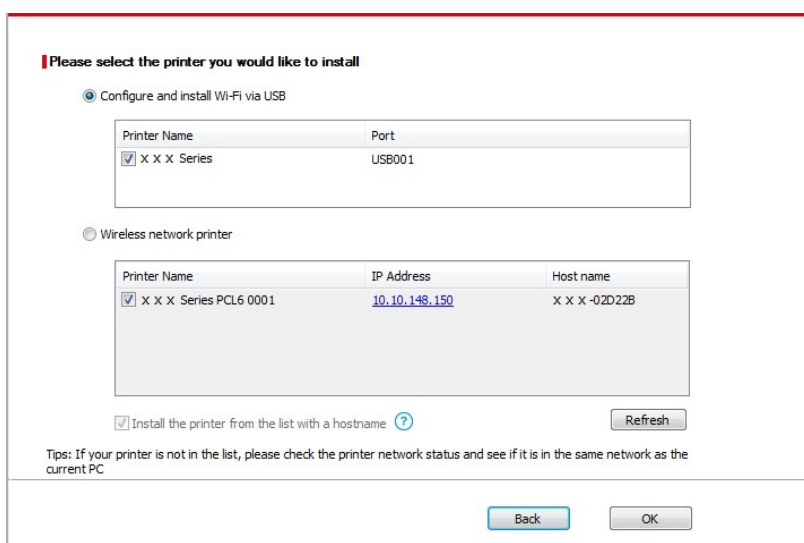 Please select the printer you would like to install
Configure and install Wi-Fi via USB
Printer Name Port
X X X Series USB001
Wireless network printer
Printer Name IP Address Host name
X X X Series PCL6 0001 10.10.148.150 X X X -02D22B
Install the printer from the list with a hostname ? Refresh
Tips: If your printer is not in the list, please check the printer network status and see if it is in the same network as the
current PC
Back OK